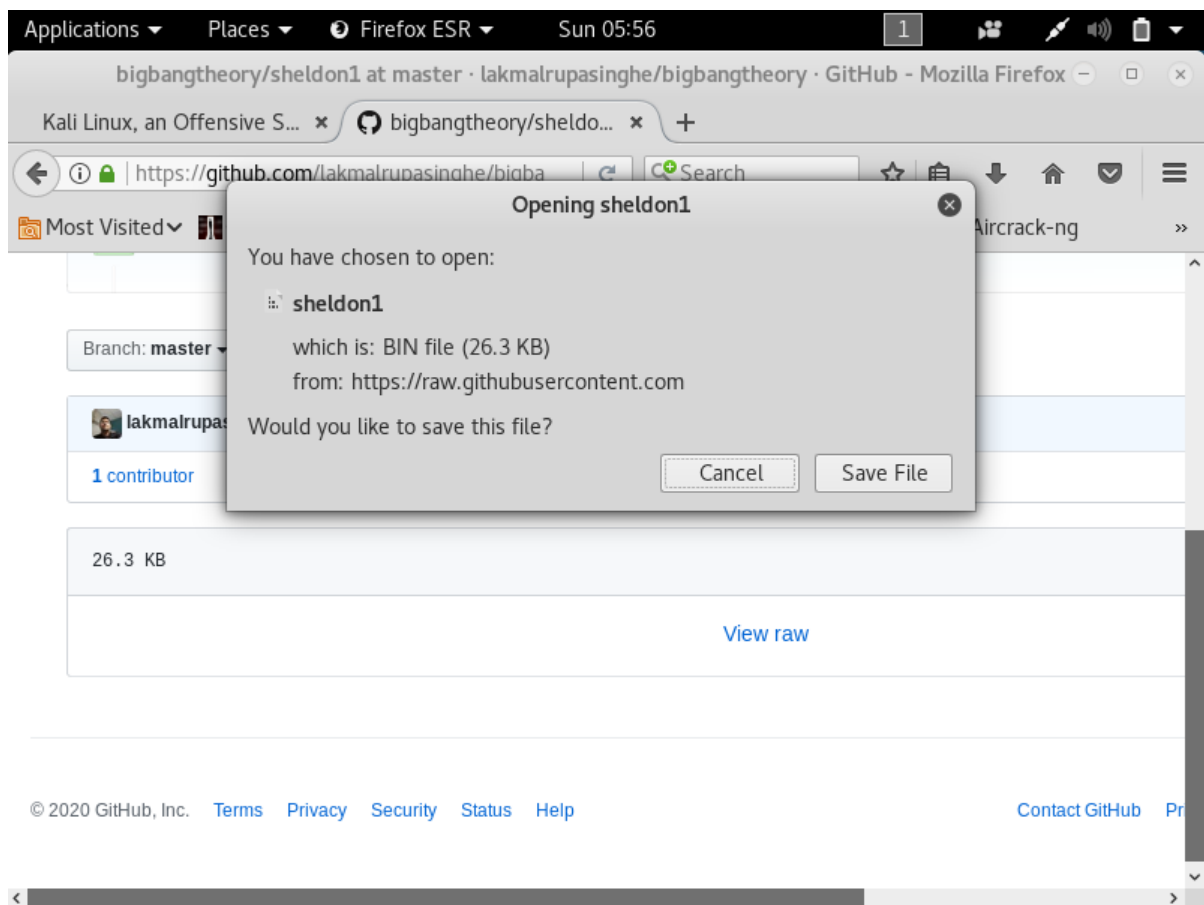 Applications Places Firefox ESR Sun 05:56 1
bigbangtheory/sheldon1 at master · lakmalrupasinghe/bigbangtheory · GitHub - Mozilla Firefox
Kali Linux, an Offensive S... bigbangtheory/sheldo...
https://github.com/lakmalrupasinghe/bigba Search
Most Visited Aircrack-ng »
Opening sheldon1
You have chosen to open:
sheldon1
which is: BIN file (26.3 KB)
from: https://raw.githubusercontent.com
Would you like to save this file?
Cancel Save File
Branch: master
lakmalrupas
1 contributor
26.3 KB
View raw
© 2020 GitHub, Inc. Terms Privacy Security Status Help Contact GitHub Pri